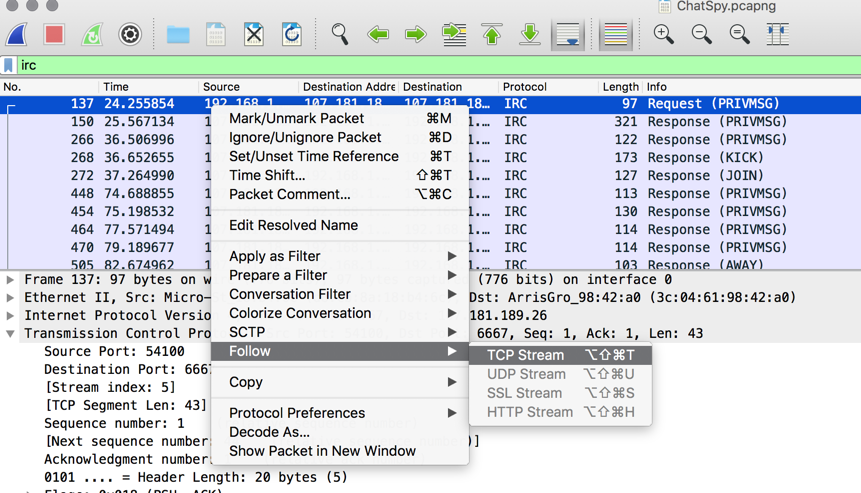 ChatSpy.pcapng
irc
No. Time Source Destination Addre Destination Protocol Length Info
137 24.255854 192.168.1. 107.181.18… 107.181.18… IRC 97 Request (PRIVMSG)
150 25.567134 1.… IRC 321 Response (PRIVMSG)
266 36.506996 1.… IRC 122 Response (PRIVMSG)
268 36.652655 1.… IRC 173 Response (KICK)
272 37.264990 1.… IRC 127 Response (JOIN)
448 74.688855 1.… IRC 113 Response (PRIVMSG)
454 75.198532 1.… IRC 130 Response (PRIVMSG)
464 77.571494 1.… IRC 114 Response (PRIVMSG)
470 79.189677 1.… IRC 114 Response (PRIVMSG)
505 82.674962 1.… IRC 103 Response (AWAY)
Mark/Unmark Packet ⌘M
Ignore/Unignore Packet ⌘D
Set/Unset Time Reference ⌘T
Time Shift... ⇧⌘T
Packet Comment... ⌥⌘C
Edit Resolved Name
Apply as Filter
Prepare a Filter
Conversation Filter
Colorize Conversation
SCTP
Follow
Copy
Protocol Preferences
Decode As...
Show Packet in New Window
TCP Stream ⌥⇧⌘T
UDP Stream ⌥⇧⌘U
SSL Stream ⌥⇧⌘S
HTTP Stream ⌥⇧⌘H
Frame 137: 97 bytes on (776 bits) on interface 0
Ethernet II, Src: Micro- Dst: ArrisGro_98:42:a0 (3c:04:61:98:42:a0)
Internet Protocol Versio 181.189.26
Transmission Control Pro 6667, Seq: 1, Ack: 1, Len: 43
Source Port: 54100
Destination Port: 6667
[Stream index: 5]
[TCP Segment Len: 43]
Sequence number: 1
[Next sequence number: )]
Acknowledgment number:
0101 .... = Header Length: 20 bytes (5)